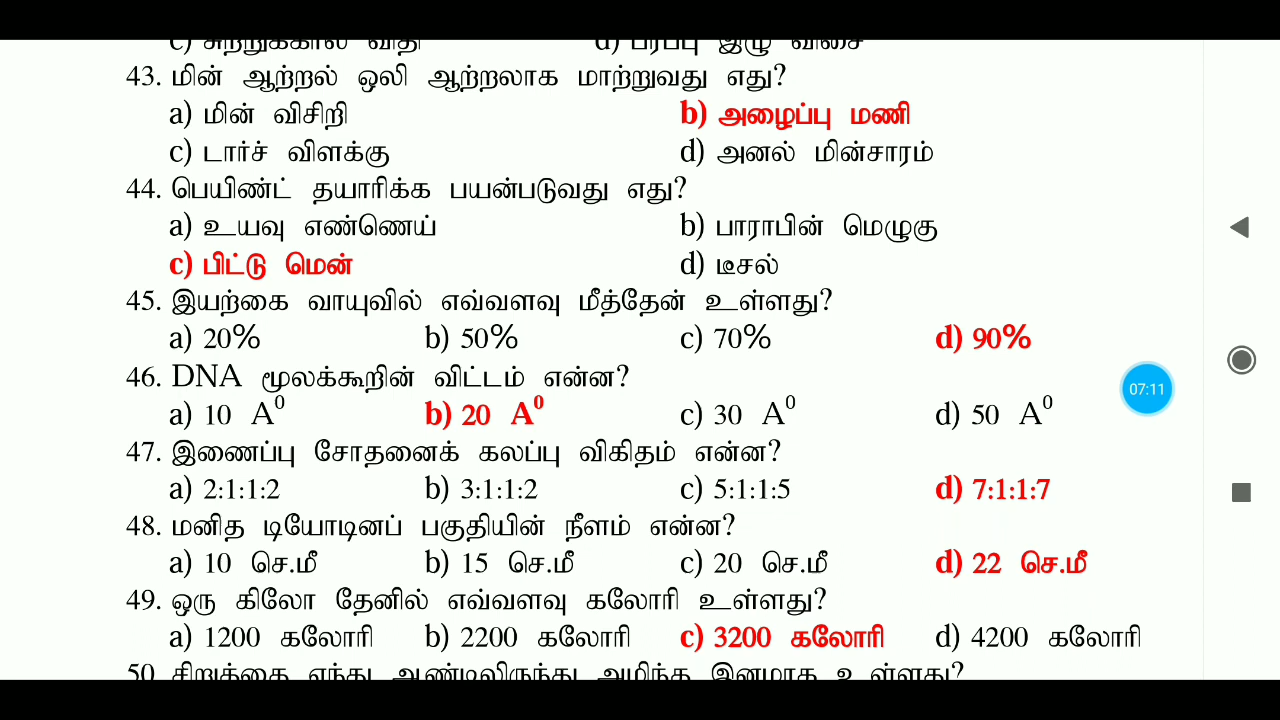 43. மின் ஆற்றல் ஒலி ஆற்றலாக மாற்றுவது எது?
a) மின் விசிறி b) அழைப்பு மணி
c) டார்ச் விளக்கு d) அனல் மின்சாரம்
44. பெயிண்ட் தயாரிக்க பயன்படுவது எது?
a) உயவு எண்ணெய் b) பாராபின் மெழுகு
c) பிட்டு மென் d) டீசல்
45. இயற்கை வாயுவில் எவ்வளவு மீத்தேன் உள்ளது?
a) 20% b) 50% c) 70% d) 90%
46. DNA மூலக்கூறின் விட்டம் என்ன?
a) 10 A⁰ b) 20 A⁰ c) 30 A⁰ d) 50 A⁰
07:11
47. இணைப்பு சோதனைக் கலப்பு விகிதம் என்ன?
a) 2:1:1:2 b) 3:1:1:2 c) 5:1:1:5 d) 7:1:1:7
48. மனித டியோடினப் பகுதியின் நீளம் என்ன?
a) 10 செ.மீ b) 15 செ.மீ c) 20 செ.மீ d) 22 செ.மீ
49. ஒரு கிலோ தேனில் எவ்வளவு கலோரி உள்ளது?
a) 1200 கலோரி b) 2200 கலோரி c) 3200 கலோரி d) 4200 கலோரி